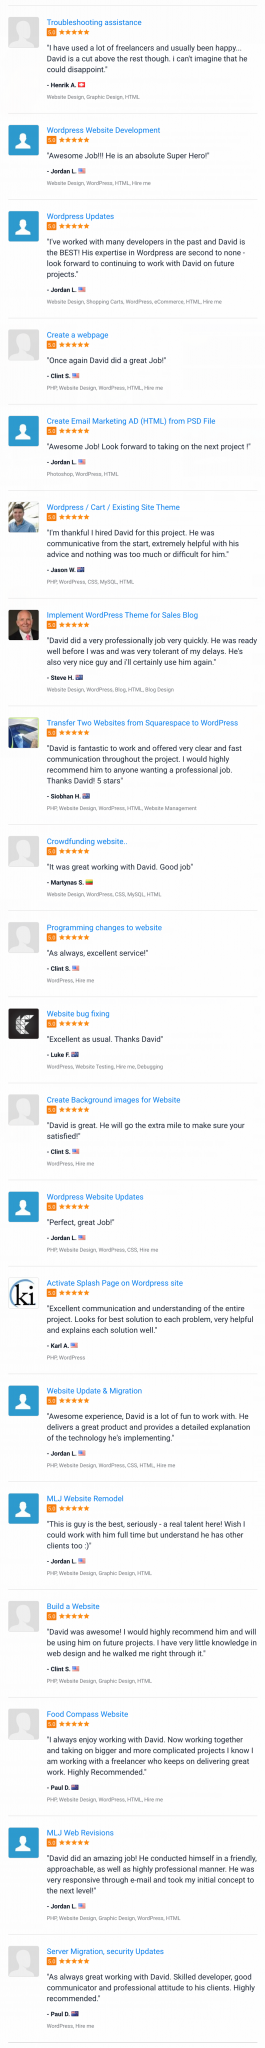 Troubleshooting assistance
5.0
"I have used a lot of freelancers and usually been happy...
David is a cut above the rest though. i can't imagine that he
could disappoint."
- Henrik A.
Website Design, Graphic Design, HTML
Wordpress Website Development
5.0
"Awesome Job!!! He is an absolute Super Hero!"
- Jordan L.
Website Design, WordPress, HTML, Hire me
Wordpress Updates
5.0
"I've worked with many developers in the past and David is
the BEST! His expertise in Wordpress are second to none -
look forward to continuing to work with David on future
projects."
- Jordan L.
Website Design, Shopping Carts, WordPress, eCommerce, HTML, Hire me
Create a webpage
5.0
"Once again David did a great Job!"
- Clint S.
PHP, Website Design, WordPress, HTML, Hire me
Create Email Marketing AD (HTML) from PSD File
5.0
"Awesome Job! Look forward to taking on the next project !"
- Jordan L.
Photoshop, WordPress, HTML
Wordpress / Cart / Existing Site Theme
5.0
"I'm thankful I hired David for this project. He was
communicative from the start, extremely helpful with his
advice and nothing was too much or difficult for him."
- Jason W.
PHP, WordPress, CSS, MySQL, HTML
Implement WordPress Theme for Sales Blog
5.0
"David did a very professionally job very quickly. He was ready
well before I was and was very tolerant of my delays. He's
also very nice guy and i'll certainly use him again."
- Steve H.
Website Design, WordPress, Blog, HTML, Blog Design
Transfer Two Websites from Squarespace to WordPress
5.0
"David is fantastic to work and offered very clear and fast
communication throughout the project. I would highly
recommend him to anyone wanting a professional job.
Thanks David! 5 stars"
- Siobhan H.
PHP, Website Design, WordPress, HTML, Website Management
Crowdfunding website..
5.0
"It was great working with David. Good job"
- Martynas S.
Website Design, WordPress, CSS, MySQL, HTML
Programming changes to website
5.0
"As always, excellent service!"
- Clint S.
WordPress, Hire me
Website bug fixing
5.0
"Excellent as usual. Thanks David"
- Luke F.
WordPress, Website Testing, Hire me, Debugging
Create Background images for Website
5.0
"David is great. He will go the extra mile to make sure your
satisfied!"
- Clint S.
WordPress, Hire me
Wordpress Website Updates
5.0
"Perfect, great Job!"
- Jordan L.
PHP, Website Design, WordPress, CSS, Hire me
Activate Splash Page on Wordpress site
5.0
ki
"Excellent communication and understanding of the entire
project. Looks for best solution to each problem, very helpful
and explains each solution well."
- Karl A.
PHP, WordPress
Website Update & Migration
5.0
"Awesome experience, David is a lot of fun to work with. He
delivers a great product and provides a detailed explanation
of the technology he's implementing."
- Jordan L.
PHP, Website Design, WordPress, CSS, HTML, Hire me
MLJ Website Remodel
5.0
"This is guy is the best, seriously - a real talent here! Wish I
could work with him full time but understand he has other
clients too :)"
- Jordan L.
PHP, Website Design, Graphic Design, HTML
Build a Website
5.0
"David was awesome! I would highly recommend him and will
be using him on future projects. I have very little knowledge in
web design and he walked me right through it."
- Clint S.
PHP, Website Design, Graphic Design, HTML
Food Compass Website
5.0
"I always enjoy working with David. Now working together
and taking on bigger and more complicated projects I know I
am working with a freelancer who keeps on delivering great
work. Highly Recommended."
- Paul D.
PHP, Website Design, WordPress, HTML, Hire me
MLJ Web Revisions
5.0
"David did an amazing job! He conducted himself in a friendly,
approachable, as well as highly professional manner. He was
very responsive through e-mail and took my initial concept to
the next level!"
- Jordan L.
PHP, Website Design, Graphic Design, WordPress, HTML
Server Migration, security Updates
5.0
"As always great working with David. Skilled developer, good
communicator and professional attitude to his clients. Highly
recommended."
- Paul D.
WordPress, Hire me